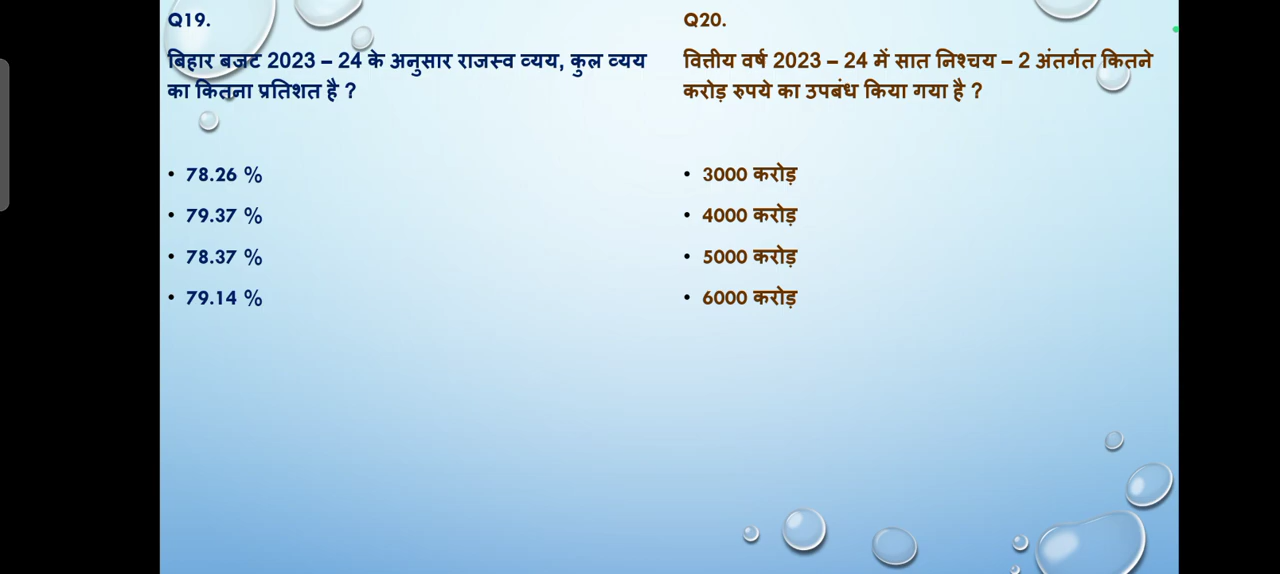 Q19.
बिहार बजट 2023 – 24 के अनुसार राजस्व व्यय, कुल व्यय
का कितना प्रतिशत है ?
• 78.26 %
• 79.37 %
• 78.37 %
• 79.14 %
Q20.
वित्तीय वर्ष 2023 – 24 में सात निश्चय – 2 अंतर्गत कितने
करोड़ रुपये का उपबंध किया गया है ?
• 3000 करोड़
• 4000 करोड़
• 5000 करोड़
• 6000 करोड़